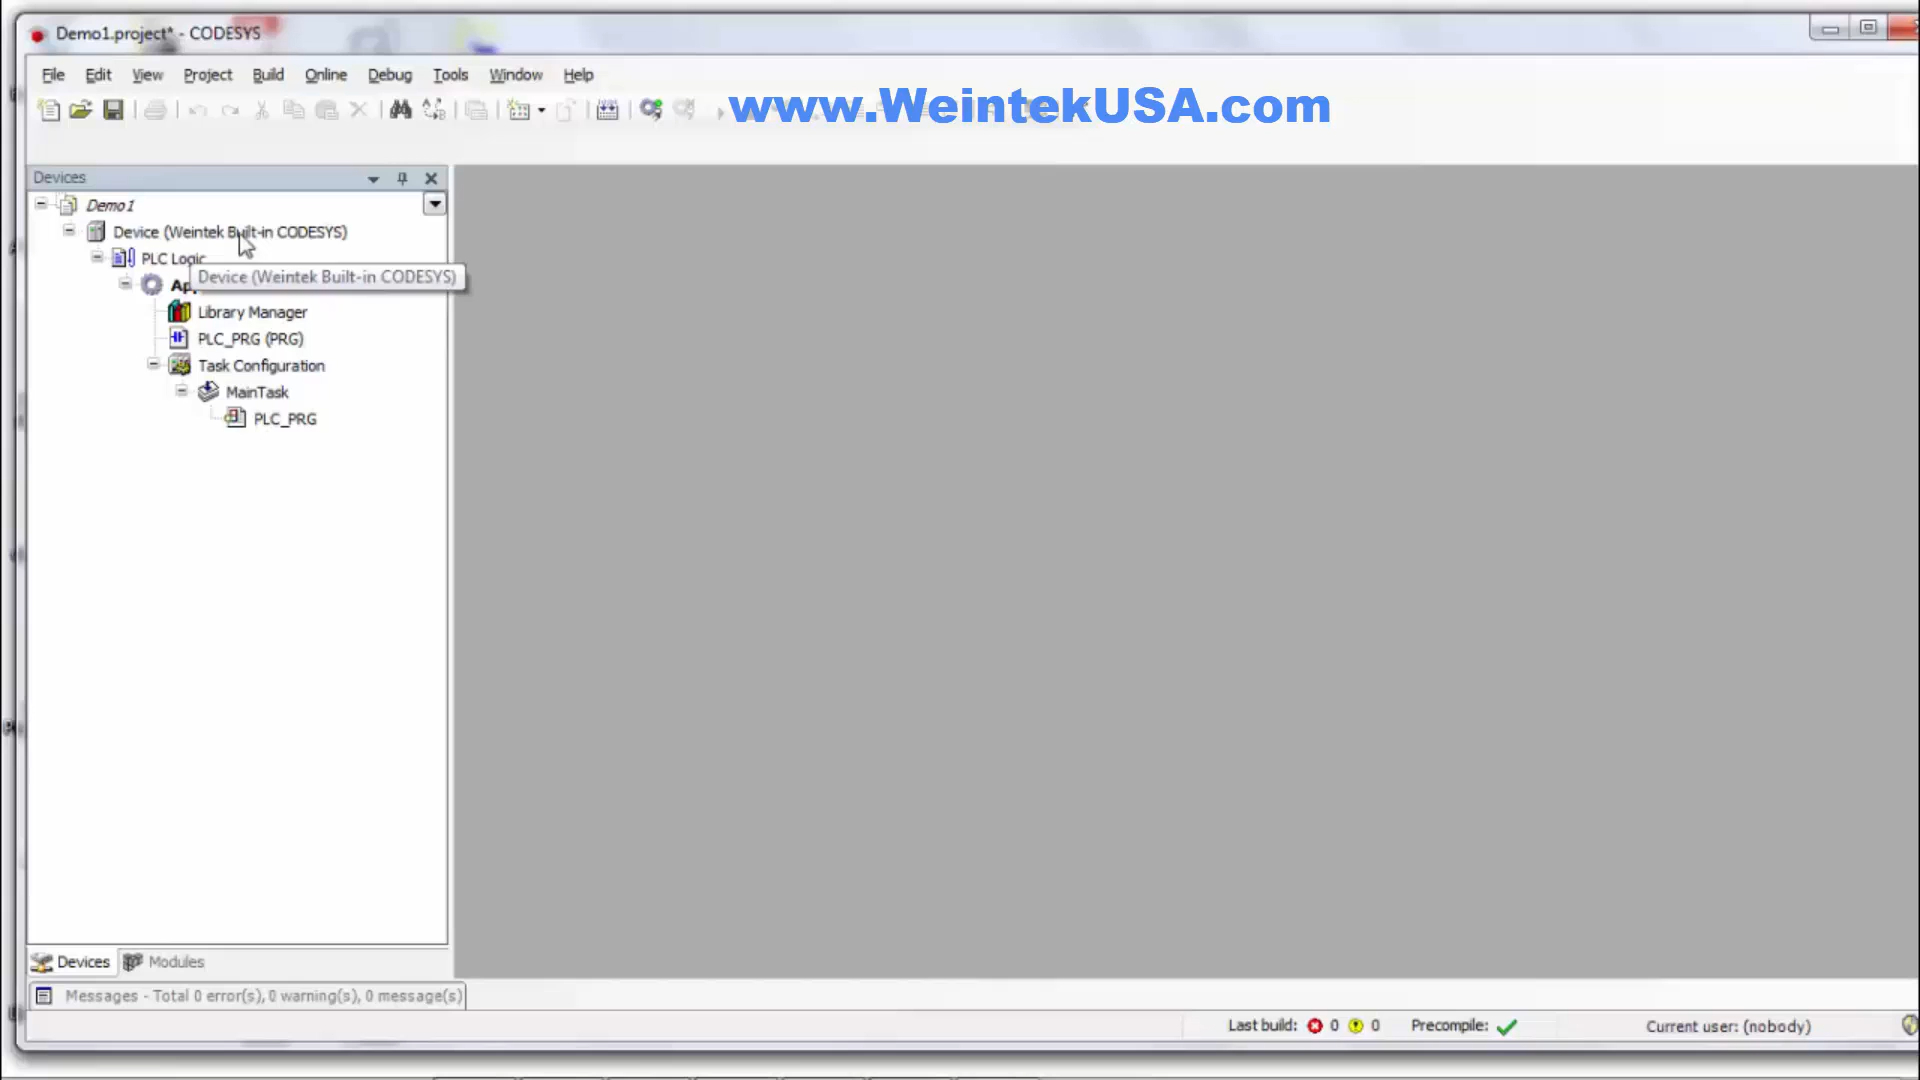 Demo1.project* - CODESYS
File Edit View Project Build Online Debug Tools Window Help
www.WeintekUSA.com
Devices
Demo1
Device (Weintek Built-in CODESYS)
PLC Logic
Device (Weintek Built-in CODESYS)
Library Manager
PLC_PRG (PRG)
Task Configuration
MainTask
PLC_PRG
Devices Modules
Messages - Total 0 error(s), 0 warning(s), 0 message(s)
Last build: 0 0 Precompile: Current user: (nobody)